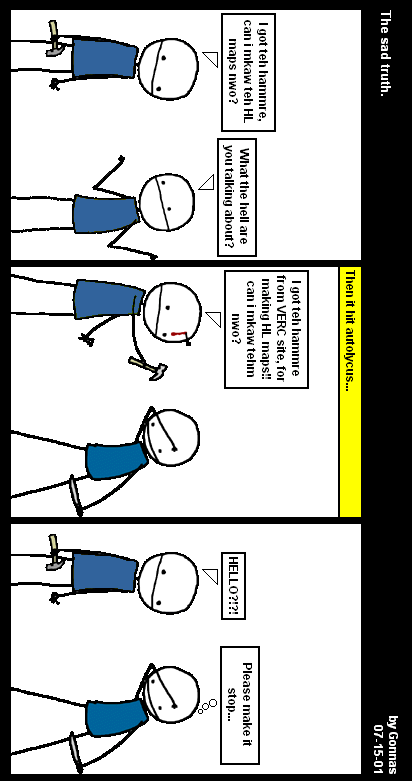 The sad truth.
I got teh hammre,
can i mkaw teh HL
maps nwo?
What the hell are
you talking about?
Then it hit autolycus...
I got teh hammre
from VERC site, for
making HL maps!!
can i mkaw tehm
nwo?
HELLO?!?!
Please make it
stop...
by Gonnas
07-15-01